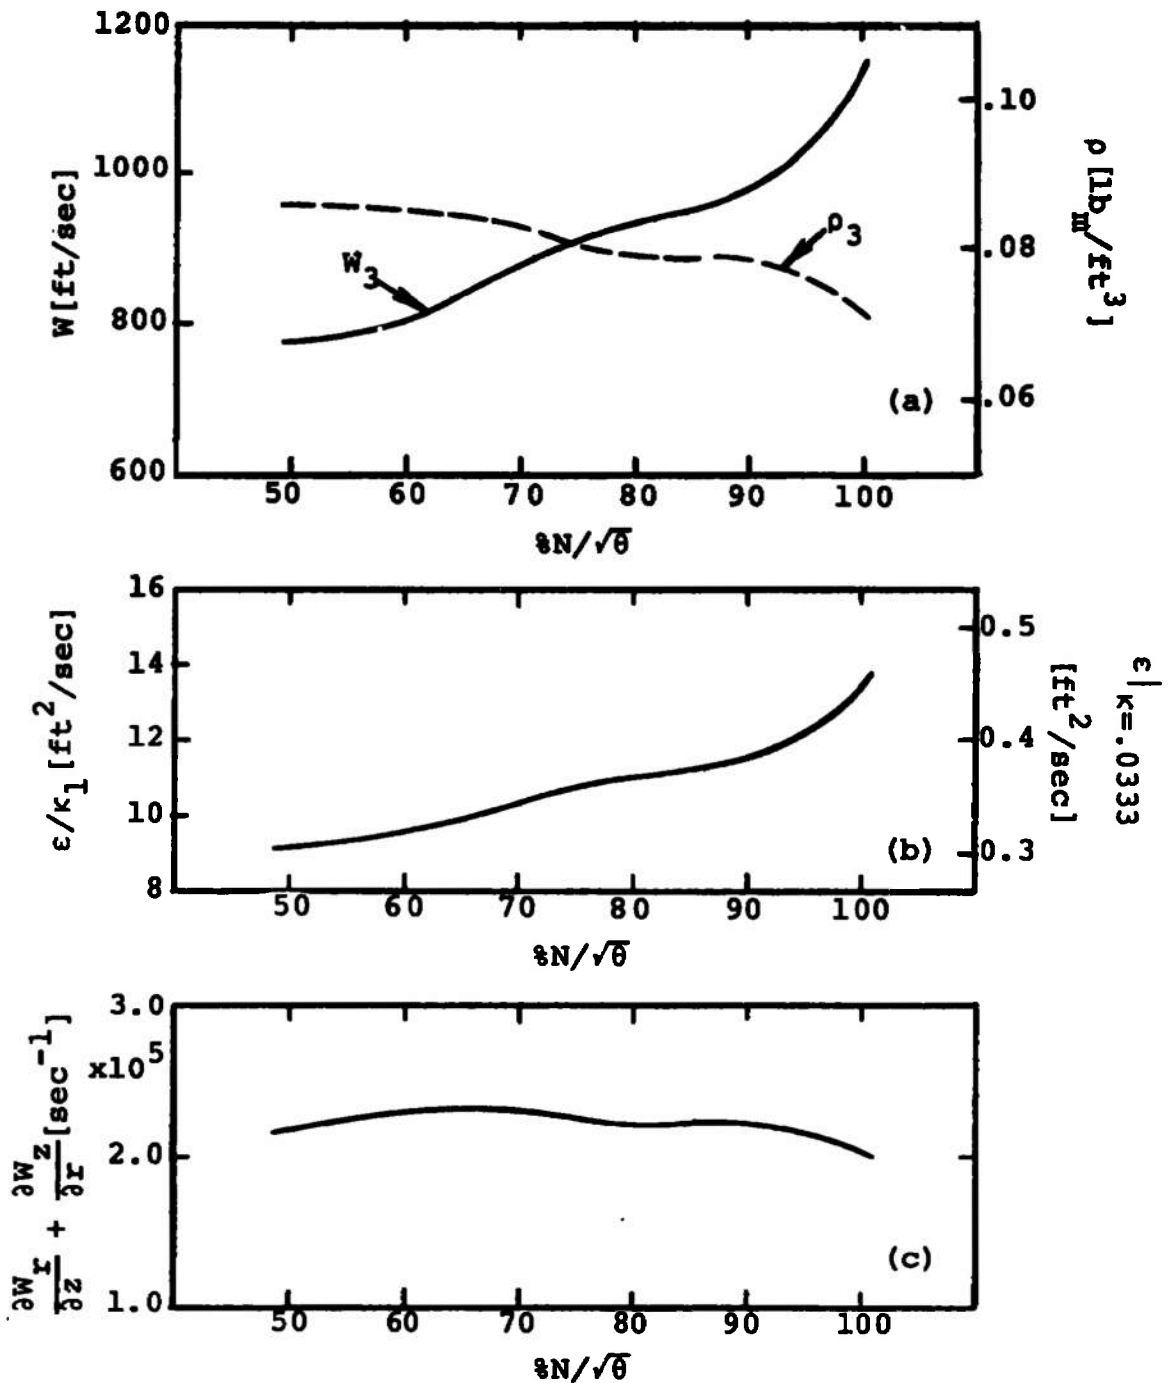 1200
1000
800
600
W[ft/sec]
.10
.08
.06
ρ [lbm/ft³]
W3
ρ3
(a)
50 60 70 80 90 100
%N/√θ
16
14
12
10
8
ε/κ1[ft²/sec]
0.5
0.4
0.3
ε|κ=.0333
[ft²/sec]
(b)
50 60 70 80 90 100
%N/√θ
3.0
x10⁵
2.0
1.0
∂Wr/∂z + ∂Wz/∂r [sec⁻¹]
(c)
50 60 70 80 90 100
%N/√θ